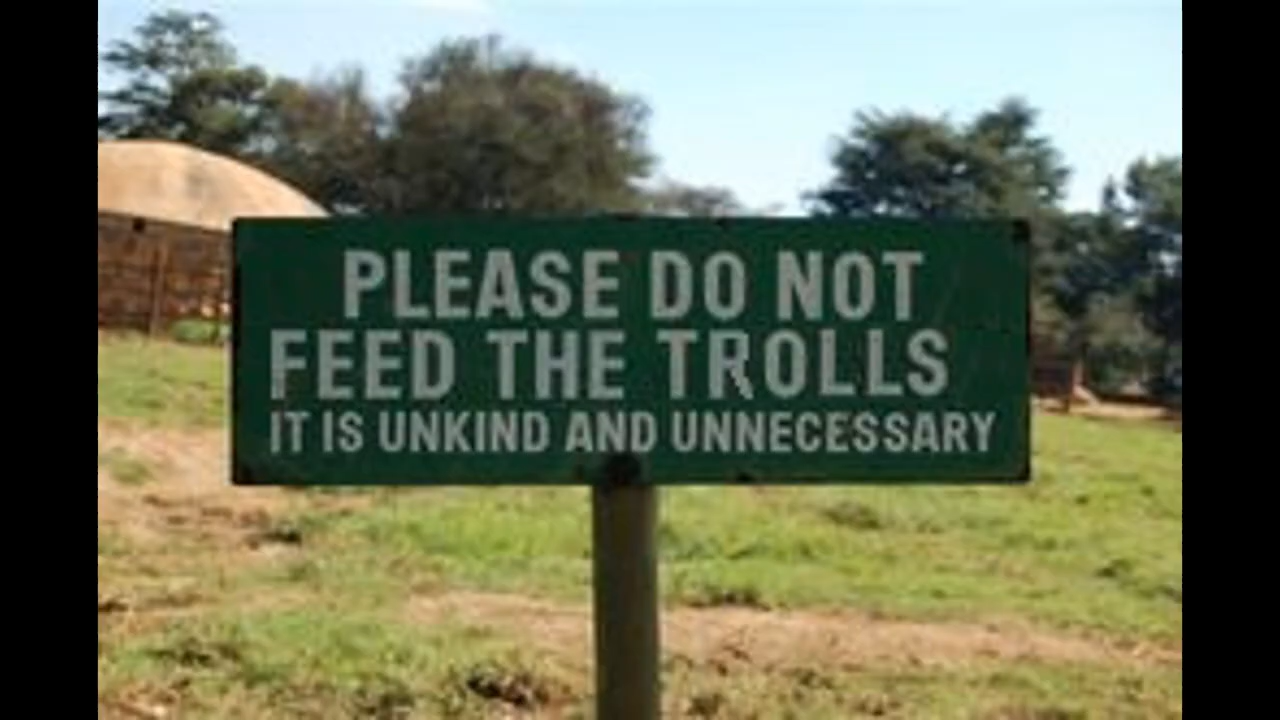 PLEASE DO NOT
FEED THE TROLLS
IT IS UNKIND AND UNNECESSARY